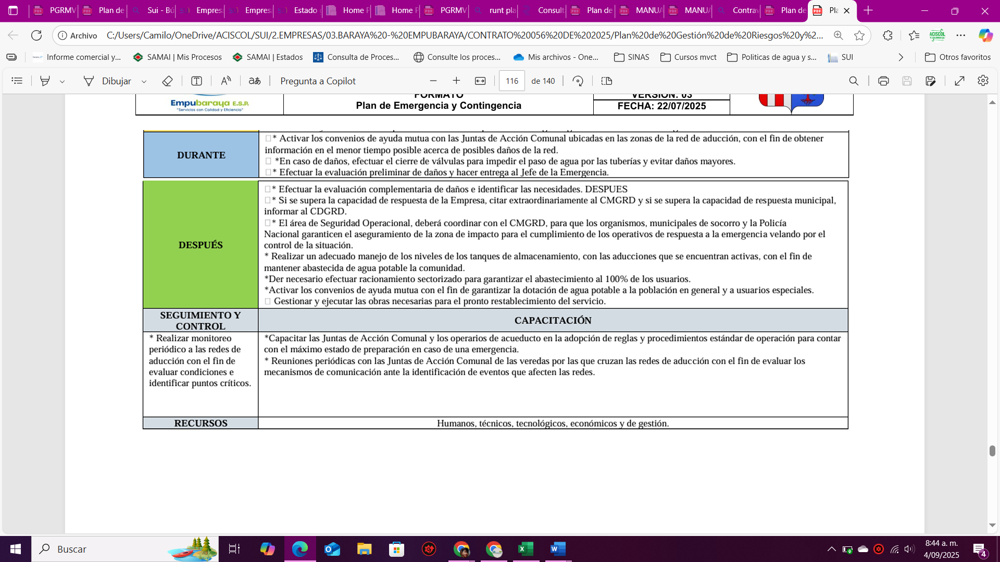 PGRMV
Plan de
Sui - Bú
Empres
Empres
Estado
Home P
Home P
PGRMV
runt pla
Consult
Plan de
MANUA
MANUA
Contrav
Plan de
Pla
Archivo
C:/Users/Camilo/OneDrive/ACISCOL/SUI/2.EMPRESAS/03.BARAYA%20-%20EMPUBARAYA/CONTRATO%20056%20DE%202025/Plan%20de%20Gestión%20de%20Riesgos%20y%2...
Informe comercial y...
SAMAI | Mis Procesos
SAMAI | Estados
Consulta de Proces...
Consulte los proces...
Mis archivos - One...
SINAS
Cursos mvct
Politicas de agua y s...
SUI
Otros favoritos
Dibujar
Pregunta a Copilot
116 de 140
Empubaraya E.S.P.
"Servicios con Calidad y Eficiencia"
FORMATO
Plan de Emergencia y Contingencia
VERSIÓN: 03
FECHA: 22/07/2025
DURANTE
* Activar los convenios de ayuda mutua con las Juntas de Acción Comunal ubicadas en las zonas de la red de aducción, con el fin de obtener
información en el menor tiempo posible acerca de posibles daños de la red.
*En caso de daños, efectuar el cierre de válvulas para impedir el paso de agua por las tuberías y evitar daños mayores.
* Efectuar la evaluación preliminar de daños y hacer entrega al Jefe de la Emergencia.
DESPUÉS
* Efectuar la evaluación complementaria de daños e identificar las necesidades. DESPUES
* Si se supera la capacidad de respuesta de la Empresa, citar extraordinariamente al CMGRD y si se supera la capacidad de respuesta municipal,
informar al CDGRD.
* El área de Seguridad Operacional, deberá coordinar con el CMGRD, para que los organismos, municipales de socorro y la Policía
Nacional garanticen el aseguramiento de la zona de impacto para el cumplimiento de los operativos de respuesta a la emergencia velando por el
control de la situación.
* Realizar un adecuado manejo de los niveles de los tanques de almacenamiento, con las aducciones que se encuentran activas, con el fin de
mantener abastecida de agua potable la comunidad.
*Der necesario efectuar racionamiento sectorizado para garantizar el abastecimiento al 100% de los usuarios.
*Activar los convenios de ayuda mutua con el fin de garantizar la dotación de agua potable a la población en general y a usuarios especiales.
Gestionar y ejecutar las obras necesarias para el pronto restablecimiento del servicio.
SEGUIMIENTO Y
CONTROL
CAPACITACIÓN
* Realizar monitoreo
periódico a las redes de
aducción con el fin de
evaluar condiciones e
identificar puntos críticos.
*Capacitar las Juntas de Acción Comunal y los operarios de acueducto en la adopción de reglas y procedimientos estándar de operación para contar
con el máximo estado de preparación en caso de una emergencia.
* Reuniones periódicas con las Juntas de Acción Comunal de las veredas por las que cruzan las redes de aducción con el fin de evaluar los
mecanismos de comunicación ante la identificación de eventos que afecten las redes.
RECURSOS
Humanos, técnicos, tecnológicos, económicos y de gestión.
Buscar
8:44 a. m.
4/09/2025
4